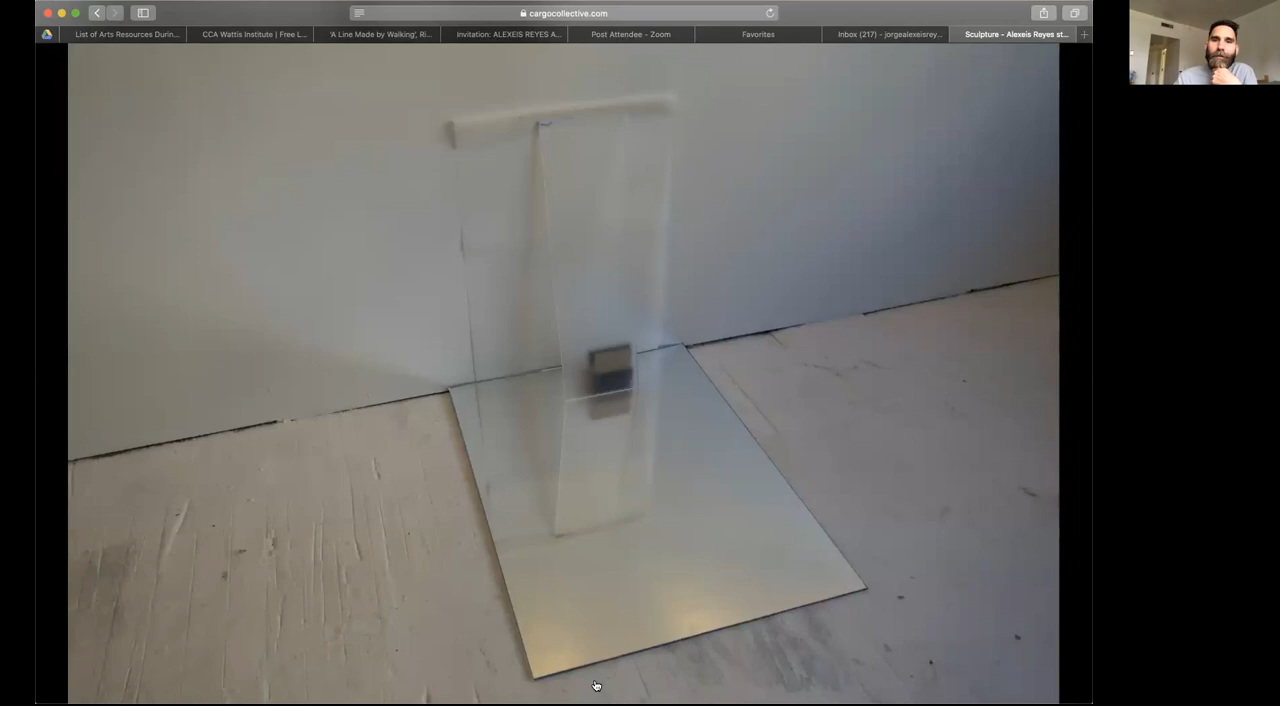 cargocollective.com
List of Arts Resources Durin...
CCA Wattis Institute | Free L...
'A Line Made by Walking', Ri...
Invitation: ALEXEIS REYES A...
Post Attendee - Zoom
Favorites
Inbox (217) - jorgealexeisrey...
Sculpture - Alexeis Reyes st...